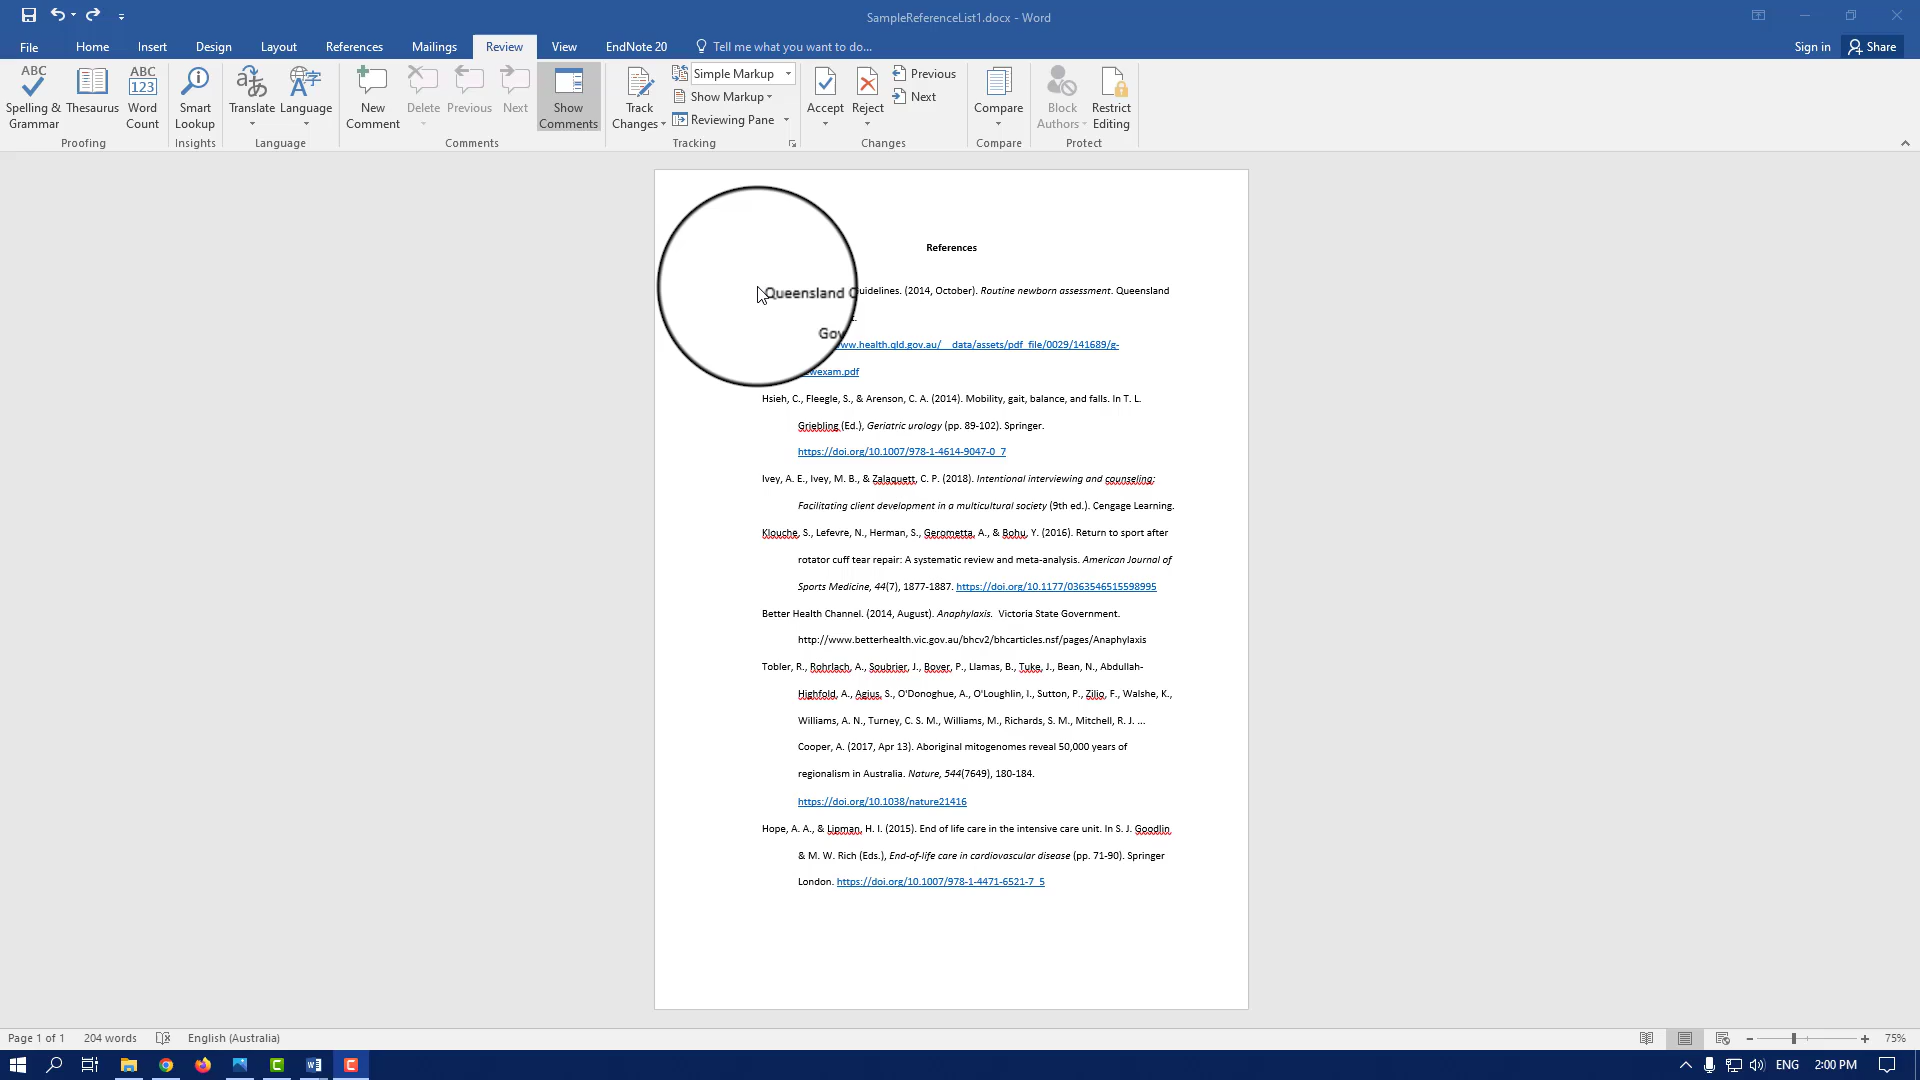 SampleReferenceList1.docx - Word
File Home Insert Design Layout References Mailings Review View EndNote 20 Tell me what you want to do... Sign in Share
ABC Spelling & Grammar
Thesaurus
ABC 123 Word Count
Smart Lookup
Translate
Language
New Comment
Delete
Previous
Next
Show Comments
Track Changes
Simple Markup
Show Markup
Reviewing Pane
Accept
Reject
Previous
Next
Compare
Block Authors
Restrict Editing
Proofing Insights Language Comments Tracking Changes Compare Protect
References
Queensland Guidelines. (2014, October). Routine newborn assessment. Queensland
Gov
ww.health.qld.gov.au/__data/assets/pdf_file/0029/141689/g-
wexam.pdf
Hsieh, C., Fleegle, S., & Arenson, C. A. (2014). Mobility, gait, balance, and falls. In T. L.
Griebling (Ed.), Geriatric urology (pp. 89-102). Springer.
https://doi.org/10.1007/978-1-4614-9047-0_7
Ivey, A. E., Ivey, M. B., & Zalaquett, C. P. (2018). Intentional interviewing and counseling:
Facilitating client development in a multicultural society (9th ed.). Cengage Learning.
Klouche, S., Lefevre, N., Herman, S., Gerometta, A., & Bohu, Y. (2016). Return to sport after
rotator cuff tear repair: A systematic review and meta-analysis. American Journal of
Sports Medicine, 44(7), 1877-1887. https://doi.org/10.1177/0363546515598995
Better Health Channel. (2014, August). Anaphylaxis.  Victoria State Government.
http://www.betterhealth.vic.gov.au/bhcv2/bhcarticles.nsf/pages/Anaphylaxis
Tobler, R., Rohrlach, A., Soubrier, J., Bover, P., Llamas, B., Tuke, J., Bean, N., Abdullah-
Highfold, A., Agius, S., O'Donoghue, A., O'Loughlin, I., Sutton, P., Zilio, F., Walshe, K.,
Williams, A. N., Turney, C. S. M., Williams, M., Richards, S. M., Mitchell, R. J. ...
Cooper, A. (2017, Apr 13). Aboriginal mitogenomes reveal 50,000 years of
regionalism in Australia. Nature, 544(7649), 180-184.
https://doi.org/10.1038/nature21416
Hope, A. A., & Lipman, H. I. (2015). End of life care in the intensive care unit. In S. J. Goodlin
& M. W. Rich (Eds.), End-of-life care in cardiovascular disease (pp. 71-90). Springer
London. https://doi.org/10.1007/978-1-4471-6521-7_5
Page 1 of 1 204 words English (Australia) 75%
ENG 2:00 PM